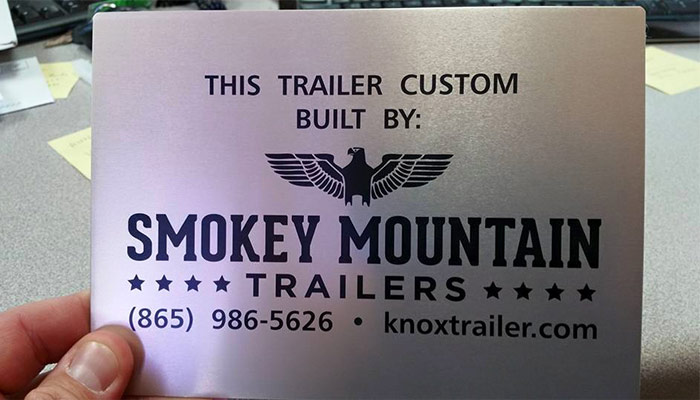 THIS TRAILER CUSTOM
BUILT BY:
SMOKEY MOUNTAIN
★★★★ TRAILERS ★★★★
(865) 986-5626 • knoxtrailer.com